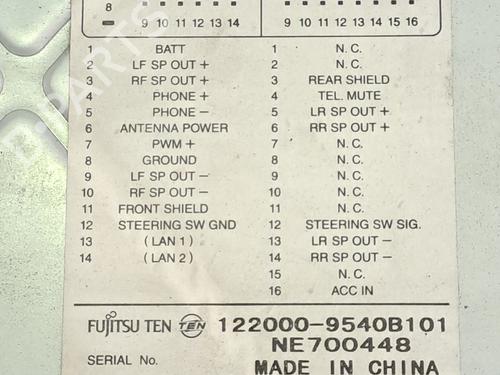 8
9 10 11 12 13 14
9 10 11 12 13 14 15 16
1 BATT
2 LF SP OUT +
3 RF SP OUT +
4 PHONE +
5 PHONE −
6 ANTENNA POWER
7 PWM +
8 GROUND
9 LF SP OUT −
10 RF SP OUT −
11 FRONT SHIELD
12 STEERING SW GND
13 ( LAN 1 )
14 ( LAN 2 )
1 N. C.
2 N. C.
3 REAR SHIELD
4 TEL. MUTE
5 LR SP OUT +
6 RR SP OUT +
7 N. C.
8 N. C.
9 N. C.
10 N. C.
11 N. C.
12 STEERING SW SIG.
13 LR SP OUT −
14 RR SP OUT −
15 N. C.
16 ACC IN
FUJITSU TEN TEN 122000-9540B101
NE700448
SERIAL No. MADE IN CHINA
D-PARTS